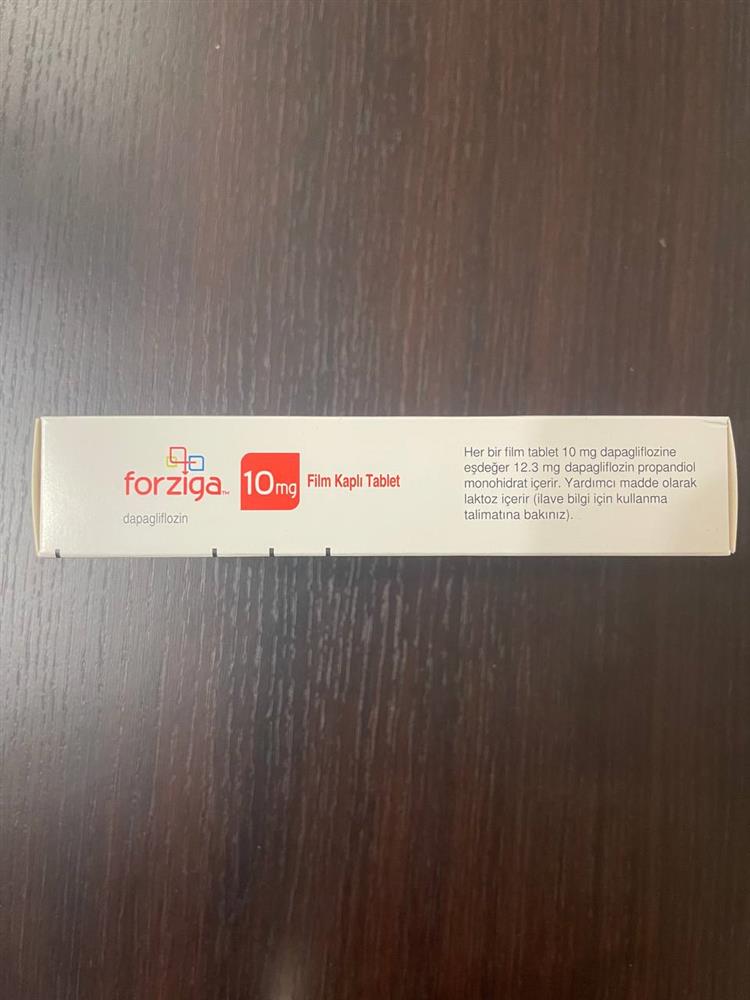 forziga™
dapagliflozin
10mg
Film Kaplı Tablet
Her bir film tablet 10 mg dapagliflozine
eşdeğer 12.3 mg dapagliflozin propandiol
monohidrat içerir. Yardımcı madde olarak
laktoz içerir (ilave bilgi için kullanma
talimatına bakınız).